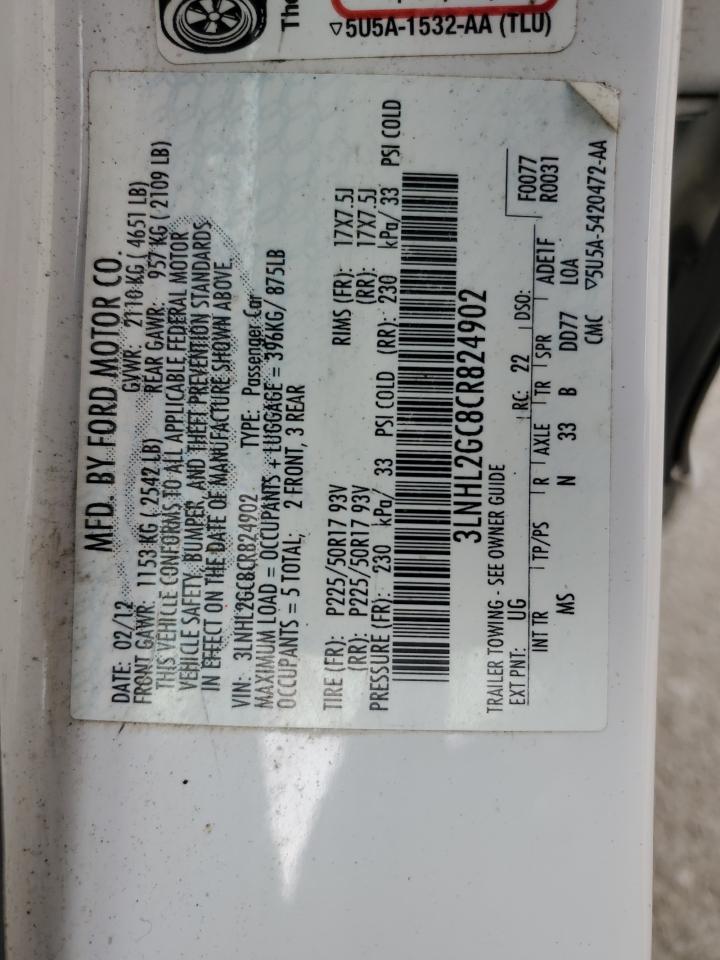 The
▽5U5A-1532-AA (TLU)
MFD. BY FORD MOTOR CO.
DATE: 02/12 GVWR: 2110 KG ( 4651 LB)
FRONT GAWR: 1153 KG ( 2542 LB) REAR GAWR: 957 KG ( 2109 LB)
THIS VEHICLE CONFORMS TO ALL APPLICABLE FEDERAL MOTOR
VEHICLE SAFETY, BUMPER, AND THEFT PREVENTION STANDARDS
IN EFFECT ON THE DATE OF MANUFACTURE SHOWN ABOVE.
VIN: 3LNHL2GC8CR824902 TYPE: Passenger Car
MAXIMUM LOAD = OCCUPANTS + LUGGAGE = 396KG/ 875LB
OCCUPANTS = 5 TOTAL; 2 FRONT, 3 REAR
TIRE (FR): P225/50R17 93V RIMS (FR): 17X7.5J
(RR): P225/50R17 93V (RR): 17X7.5J
PRESSURE (FR): 230 kPa/ 33 PSI COLD (RR): 230 kPa/ 33 PSI COLD
3LNHL2GC8CR824902
TRAILER TOWING - SEE OWNER GUIDE
F0077
EXT PNT: UG RC: 22 DSO: R0031
INT TR TP/PS R AXLE TR SPR ADE1F
MS N 33 B DD77 LOA
CMC ▽5U5A-5420472-AA